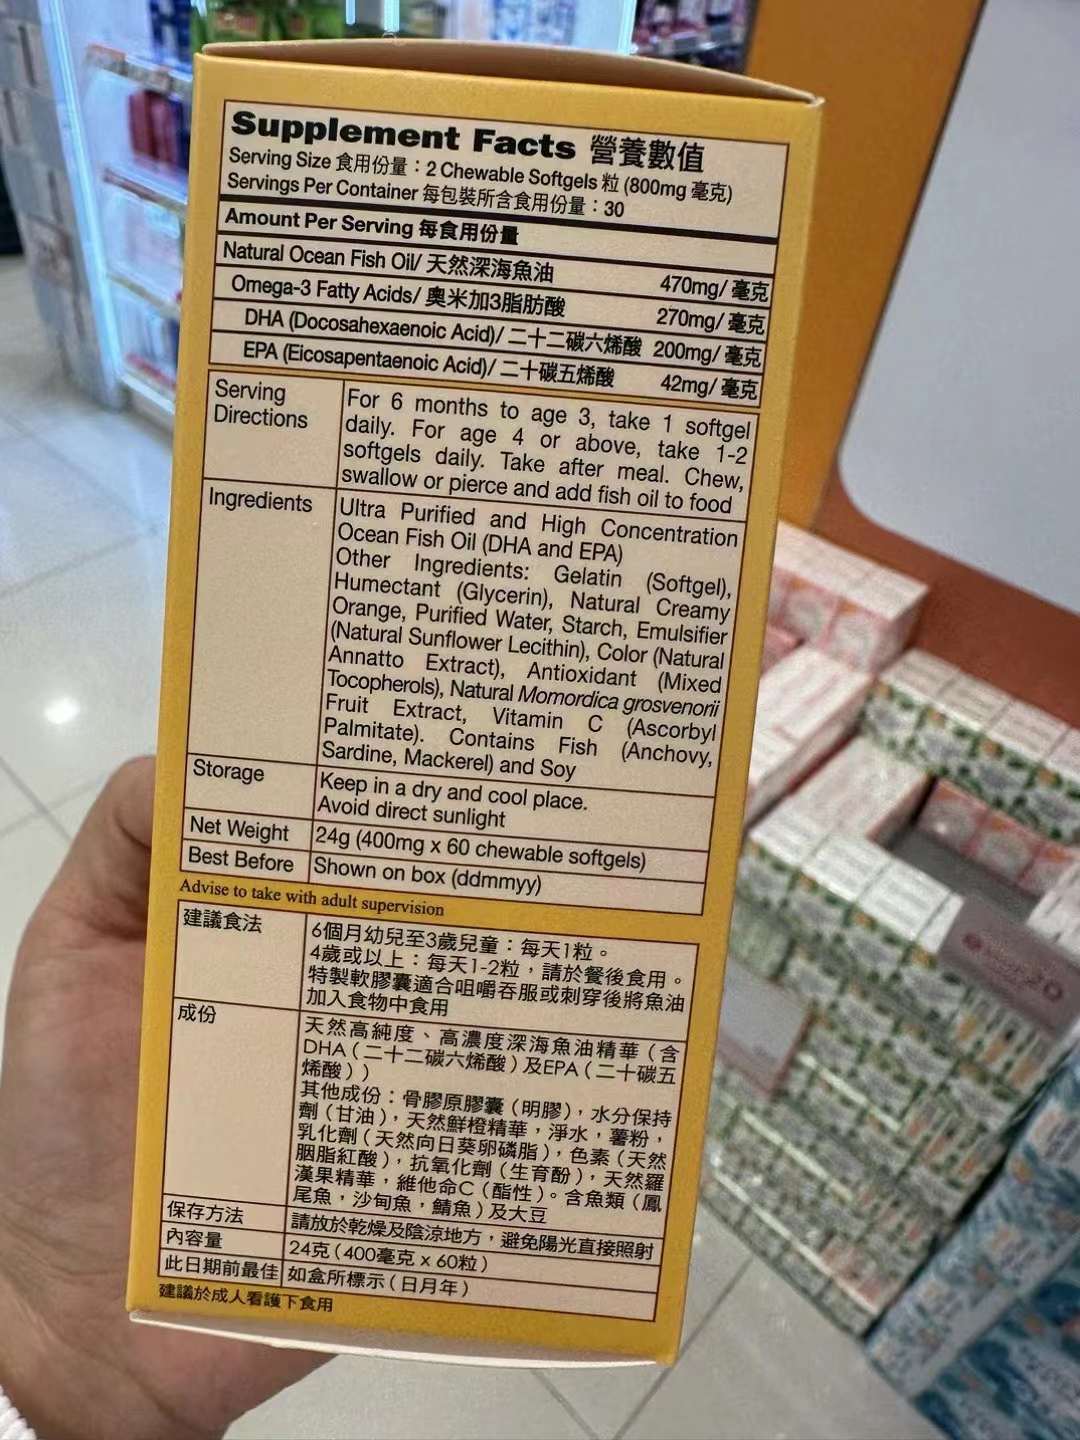 Supplement Facts 營養數值
Serving Size 食用份量：2 Chewable Softgels 粒 (800mg 毫克)
Servings Per Container 每包裝所含食用份量：30
Amount Per Serving 每食用份量
Natural Ocean Fish Oil/ 天然深海魚油 470mg/ 毫克
Omega-3 Fatty Acids/ 奧米加3脂肪酸 270mg/ 毫克
DHA (Docosahexaenoic Acid)/ 二十二碳六烯酸 200mg/ 毫克
EPA (Eicosapentaenoic Acid)/ 二十碳五烯酸 42mg/ 毫克
Serving Directions
For 6 months to age 3, take 1 softgel
daily. For age 4 or above, take 1-2
softgels daily. Take after meal. Chew,
swallow or pierce and add fish oil to food
Ingredients
Ultra Purified and High Concentration
Ocean Fish Oil (DHA and EPA)
Other Ingredients: Gelatin (Softgel),
Humectant (Glycerin), Natural Creamy
Orange, Purified Water, Starch, Emulsifier
(Natural Sunflower Lecithin), Color (Natural
Annatto Extract), Antioxidant (Mixed
Tocopherols), Natural Momordica grosvenorii
Fruit Extract, Vitamin C (Ascorbyl
Palmitate). Contains Fish (Anchovy,
Sardine, Mackerel) and Soy
Storage
Keep in a dry and cool place.
Avoid direct sunlight
Net Weight 24g (400mg x 60 chewable softgels)
Best Before Shown on box (ddmmyy)
Advise to take with adult supervision
建議食法
6個月幼兒至3歲兒童：每天1粒。
4歲或以上：每天1-2粒，請於餐後食用。
特製軟膠囊適合咀嚼吞服或刺穿後將魚油
加入食物中食用
成份
天然高純度、高濃度深海魚油精華（含
DHA（二十二碳六烯酸）及EPA（二十碳五
烯酸））
其他成份：骨膠原膠囊（明膠），水分保持
劑（甘油），天然鮮橙精華，淨水，薯粉，
乳化劑（天然向日葵卵磷脂），色素（天然
胭脂紅酸），抗氧化劑（生育酚），天然羅
漢果精華，維他命C（酯性）。含魚類（鳳
尾魚，沙甸魚，鯖魚）及大豆
保存方法 請放於乾燥及陰涼地方，避免陽光直接照射
內容量 24克（400毫克 x 60粒）
此日期前最佳 如盒所標示（日月年）
建議於成人看護下食用